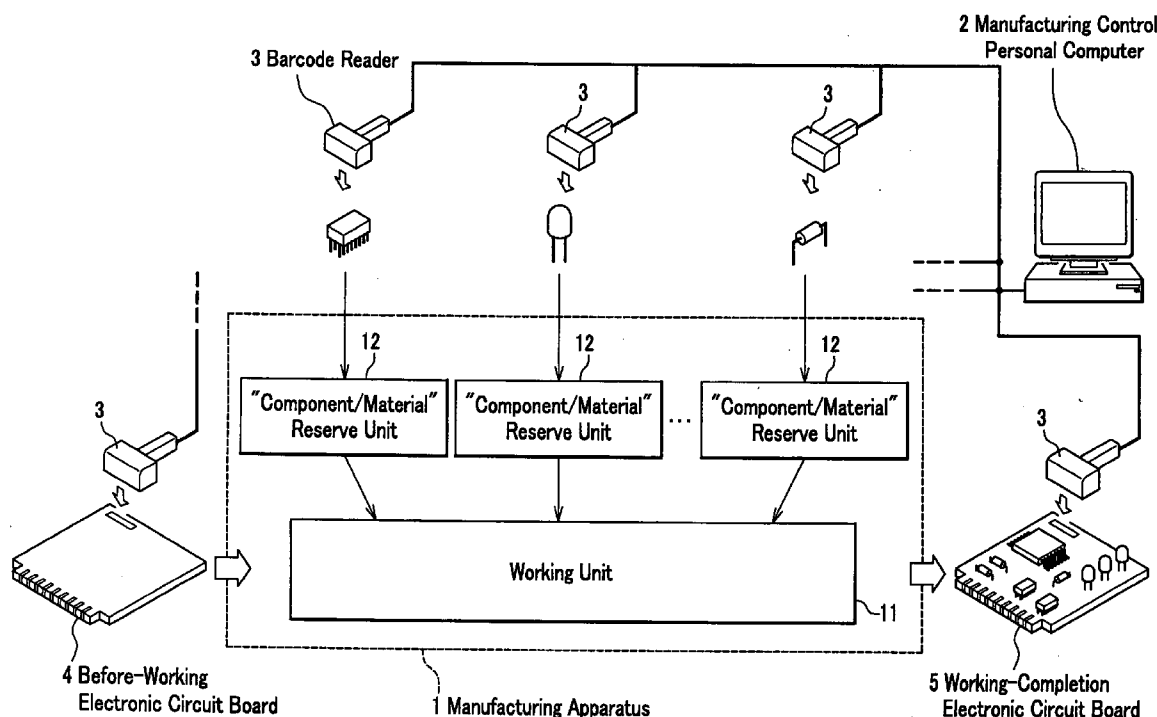 2 Manufacturing Control
Personal Computer
3 Barcode Reader
3
3
12
12
12
"Component/Material"
Reserve Unit
"Component/Material"
Reserve Unit
...
"Component/Material"
Reserve Unit
3
3
Working Unit
11
4 Before-Working
Electronic Circuit Board
1 Manufacturing Apparatus
5 Working-Completion
Electronic Circuit Board